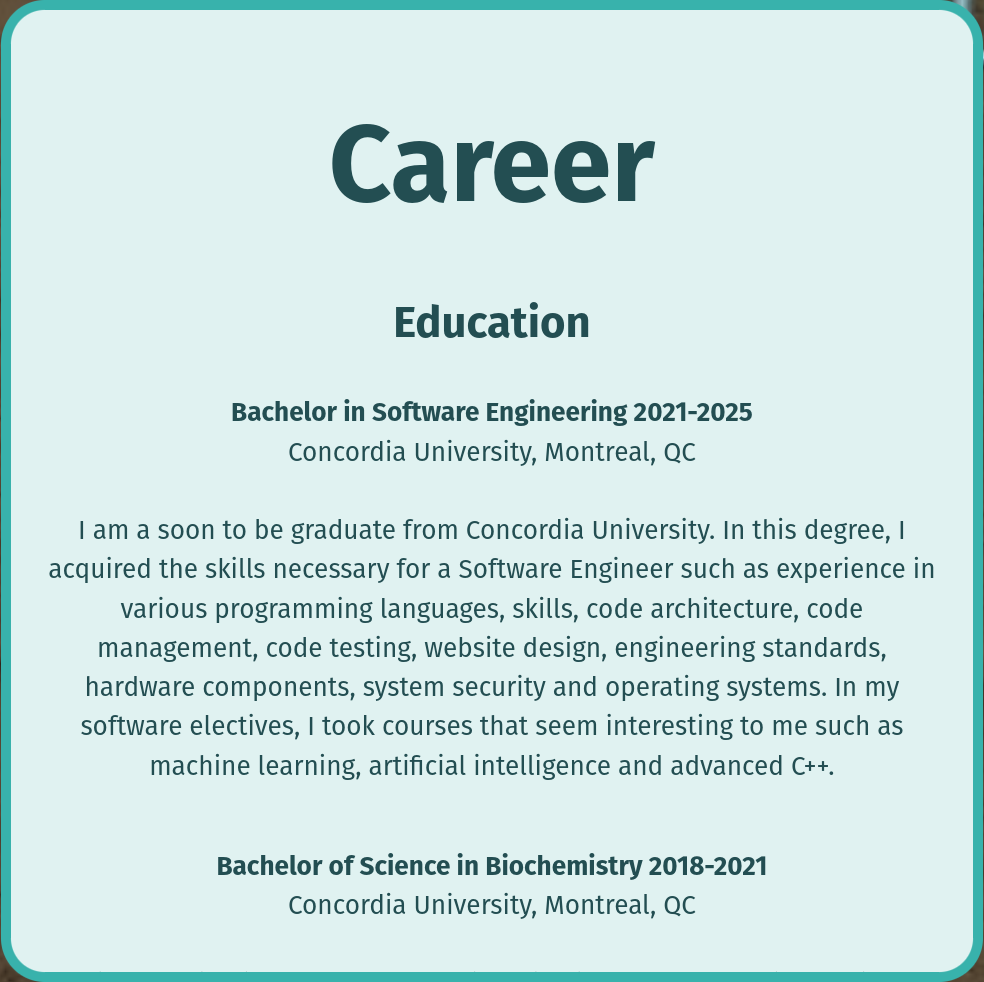 Career
Education
Bachelor in Software Engineering 2021-2025
Concordia University, Montreal, QC
I am a soon to be graduate from Concordia University. In this degree, I
acquired the skills necessary for a Software Engineer such as experience in
various programming languages, skills, code architecture, code
management, code testing, website design, engineering standards,
hardware components, system security and operating systems. In my
software electives, I took courses that seem interesting to me such as
machine learning, artificial intelligence and advanced C++.
Bachelor of Science in Biochemistry 2018-2021
Concordia University, Montreal, QC